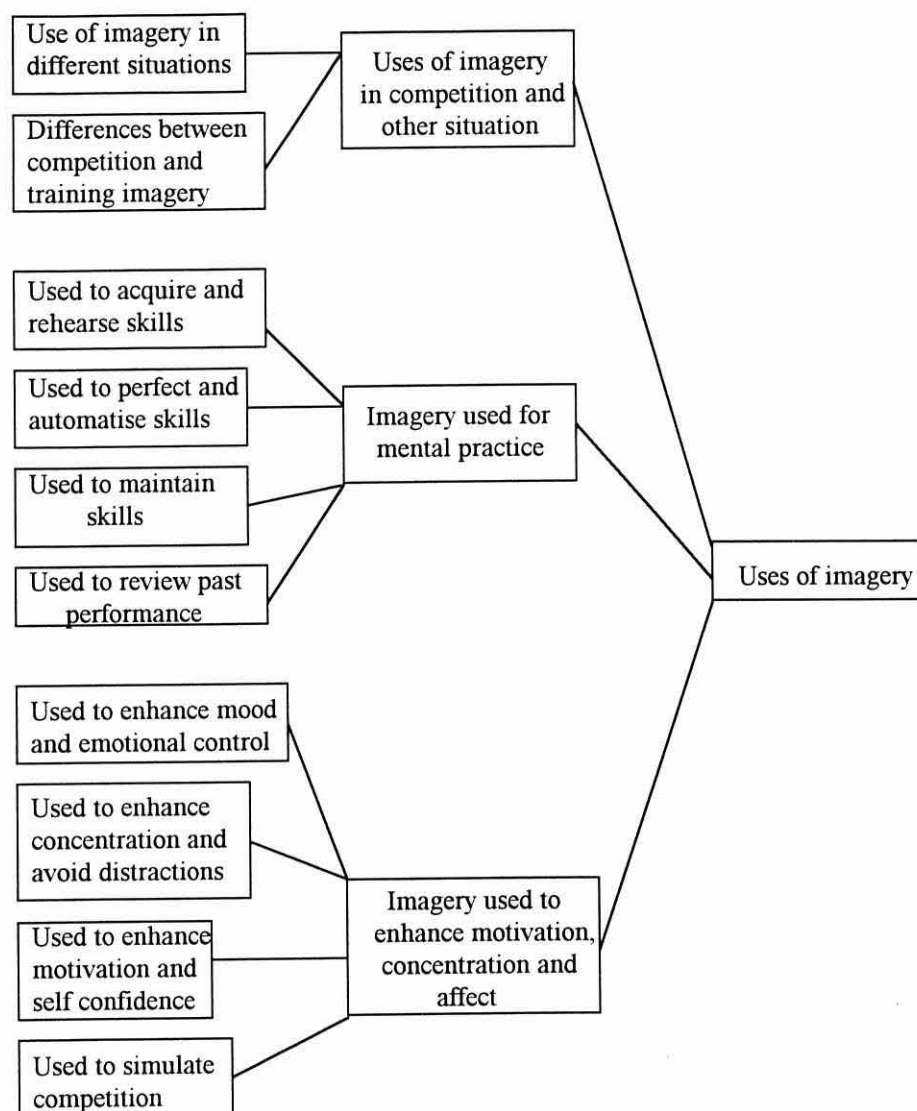 Use of imagery in
different situations
Differences between
competition and
training imagery
Uses of imagery
in competition and
other situation
Used to acquire and
rehearse skills
Used to perfect and
automatise skills
Used to maintain
skills
Used to review past
performance
Imagery used for
mental practice
Uses of imagery
Used to enhance mood
and emotional control
Used to enhance
concentration and
avoid distractions
Used to enhance
motivation and
self confidence
Used to simulate
competition
Imagery used to
enhance motivation,
concentration and
affect